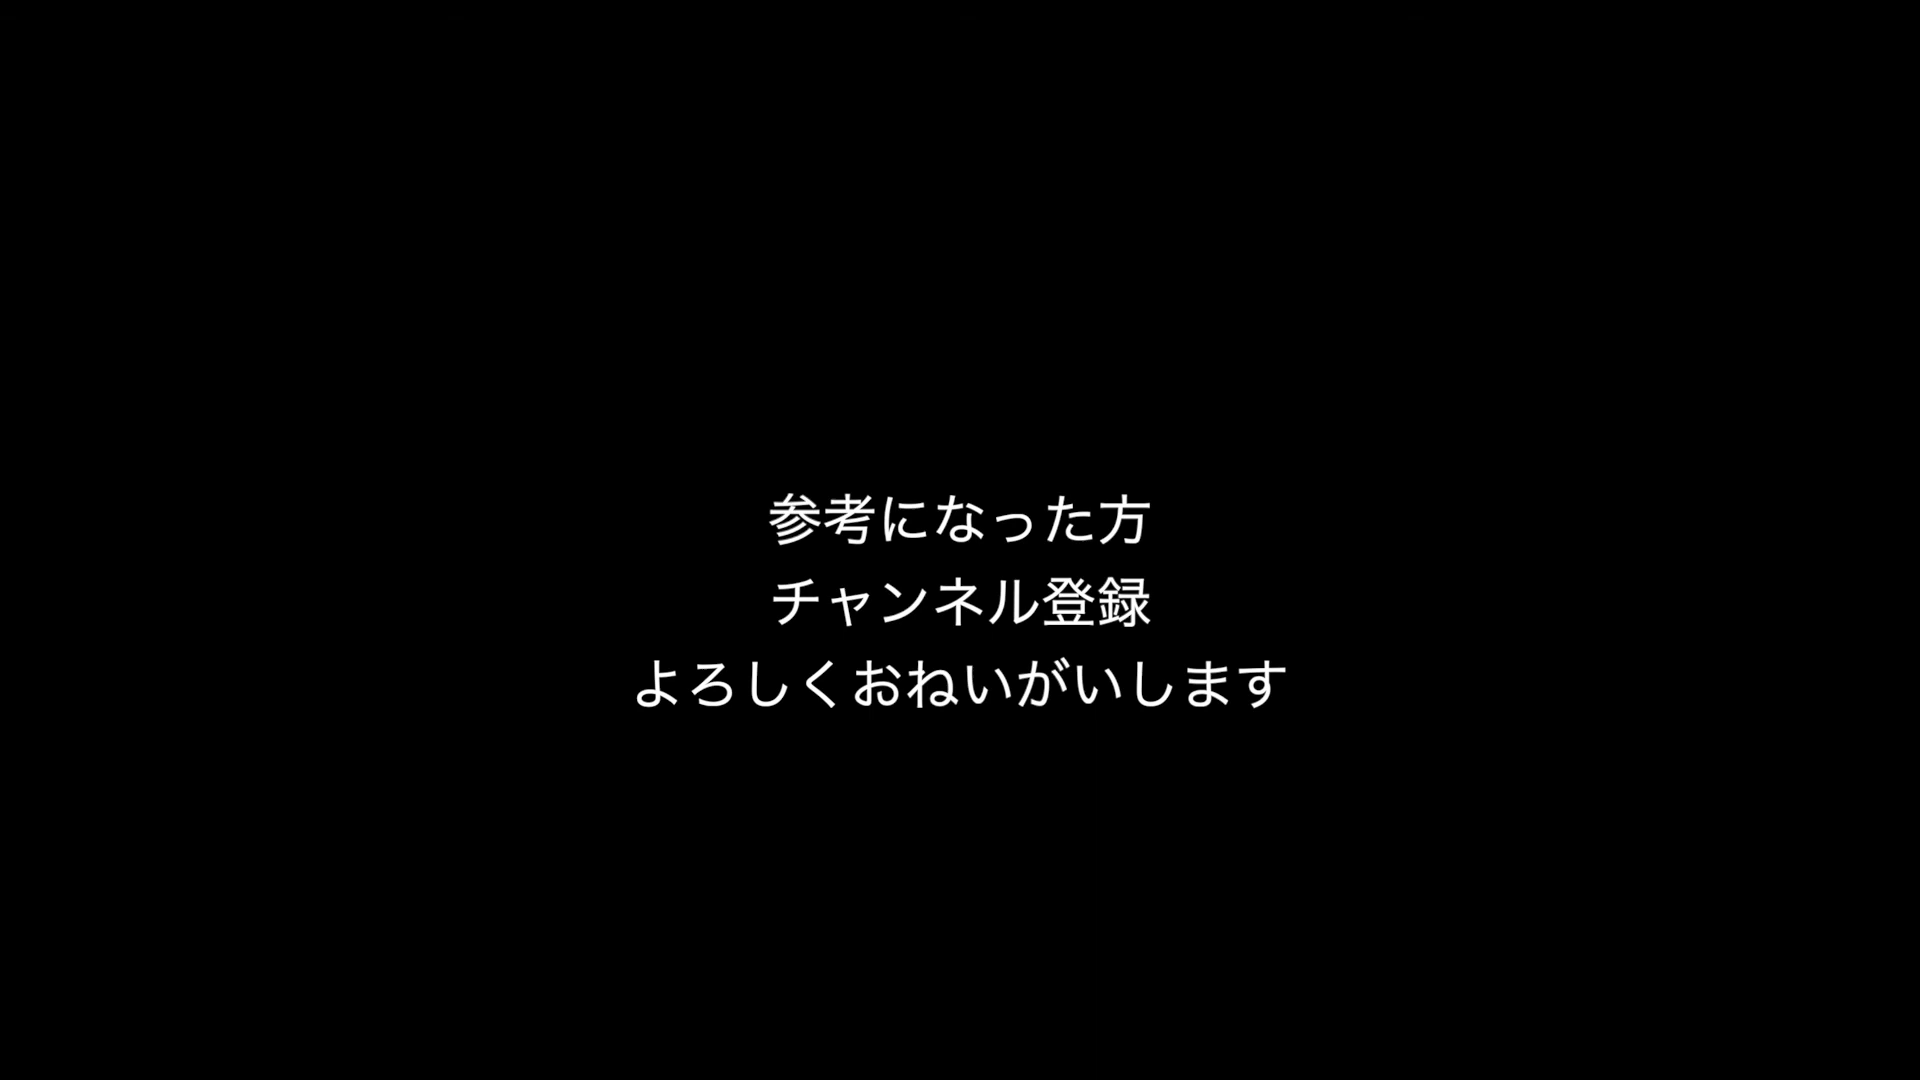 参考になった方
チャンネル登録
よろしくおねいがいします